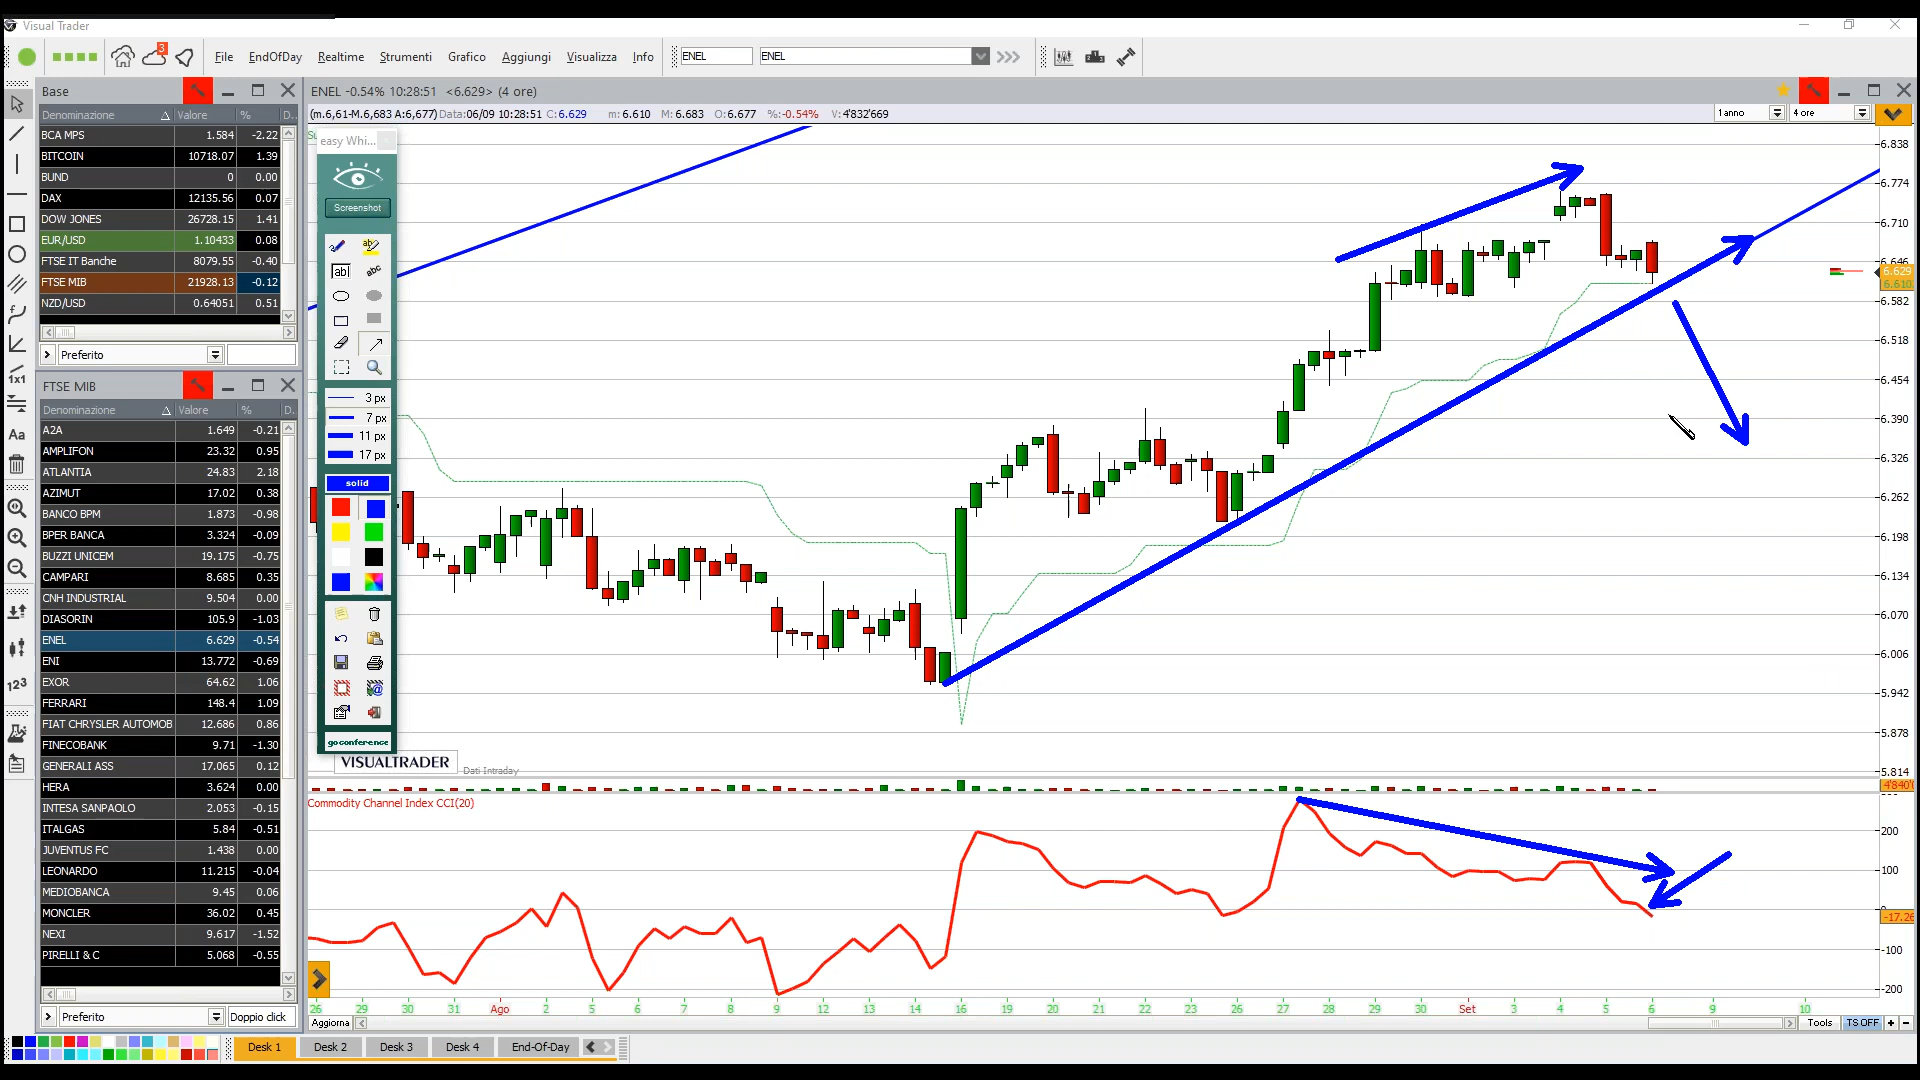 Visual Trader
3
File EndOfDay Realtime Strumenti Grafico Aggiungi Visualizza Info ENEL ENEL
Base
Denominazione Valore % D..
BCA MPS 1.584 -2.22
BITCOIN 10718.07 1.39
BUND 0 0.00
DAX 12135.56 0.07
DOW JONES 26728.15 1.41
EUR/USD 1.10433 0.08
FTSE IT Banche 8079.55 -0.40
FTSE MIB 21928.13 -0.12
NZD/USD 0.64051 0.51
Preferito
FTSE MIB
Denominazione Valore % D..
A2A 1.649 -0.21
AMPLIFON 23.32 0.95
ATLANTIA 24.83 2.18
AZIMUT 17.02 0.38
BANCO BPM 1.873 -0.98
BPER BANCA 3.324 -0.09
BUZZI UNICEM 19.175 -0.75
CAMPARI 8.685 0.35
CNH INDUSTRIAL 9.504 0.00
DIASORIN 105.9 -1.03
ENEL 6.629 -0.54
ENI 13.772 -0.69
EXOR 64.62 1.06
FERRARI 148.4 1.09
FIAT CHRYSLER AUTOMOB 12.686 0.86
FINECOBANK 9.71 -1.30
GENERALI ASS 17.065 0.12
HERA 3.624 0.00
INTESA SANPAOLO 2.053 -0.15
ITALGAS 5.84 -0.51
JUVENTUS FC 1.438 0.00
LEONARDO 11.215 -0.04
MEDIOBANCA 9.45 0.06
MONCLER 36.02 0.45
NEXI 9.617 -1.52
PIRELLI & C 5.068 -0.55
Preferito Doppio click
1x1
Aa
123
ENEL -0.54% 10:28:51 <6.629> (4 ore)
(m.6,61-M.6,683 A:6,677) Data:06/09 10:28:51 C:6.629 m: 6.610 M: 6.683 O:6.677 %:-0.54% V:4'832'669
1 anno 4 ore
easy Whi...
Screenshot
ab
ab abc
3 px
7 px
11 px
17 px
solid
goconference
VISUALTRADER Dati Intraday
6.838
6.774
6.710
6.646
6.629
6.610
6.582
6.518
6.454
6.390
6.326
6.262
6.198
6.134
6.070
6.006
5.942
5.878
5.814
Commodity Channel Index CCI(20)
200
100
-17.26
-100
-200
26 29 30 31 Ago 2 5 6 7 8 9 12 13 14 16 19 20 21 22 23 26 27 28 29 30 Set 3 4 5 6 9 10
Aggiorna Tools TS OFF
Desk 1 Desk 2 Desk 3 Desk 4 End-Of-Day